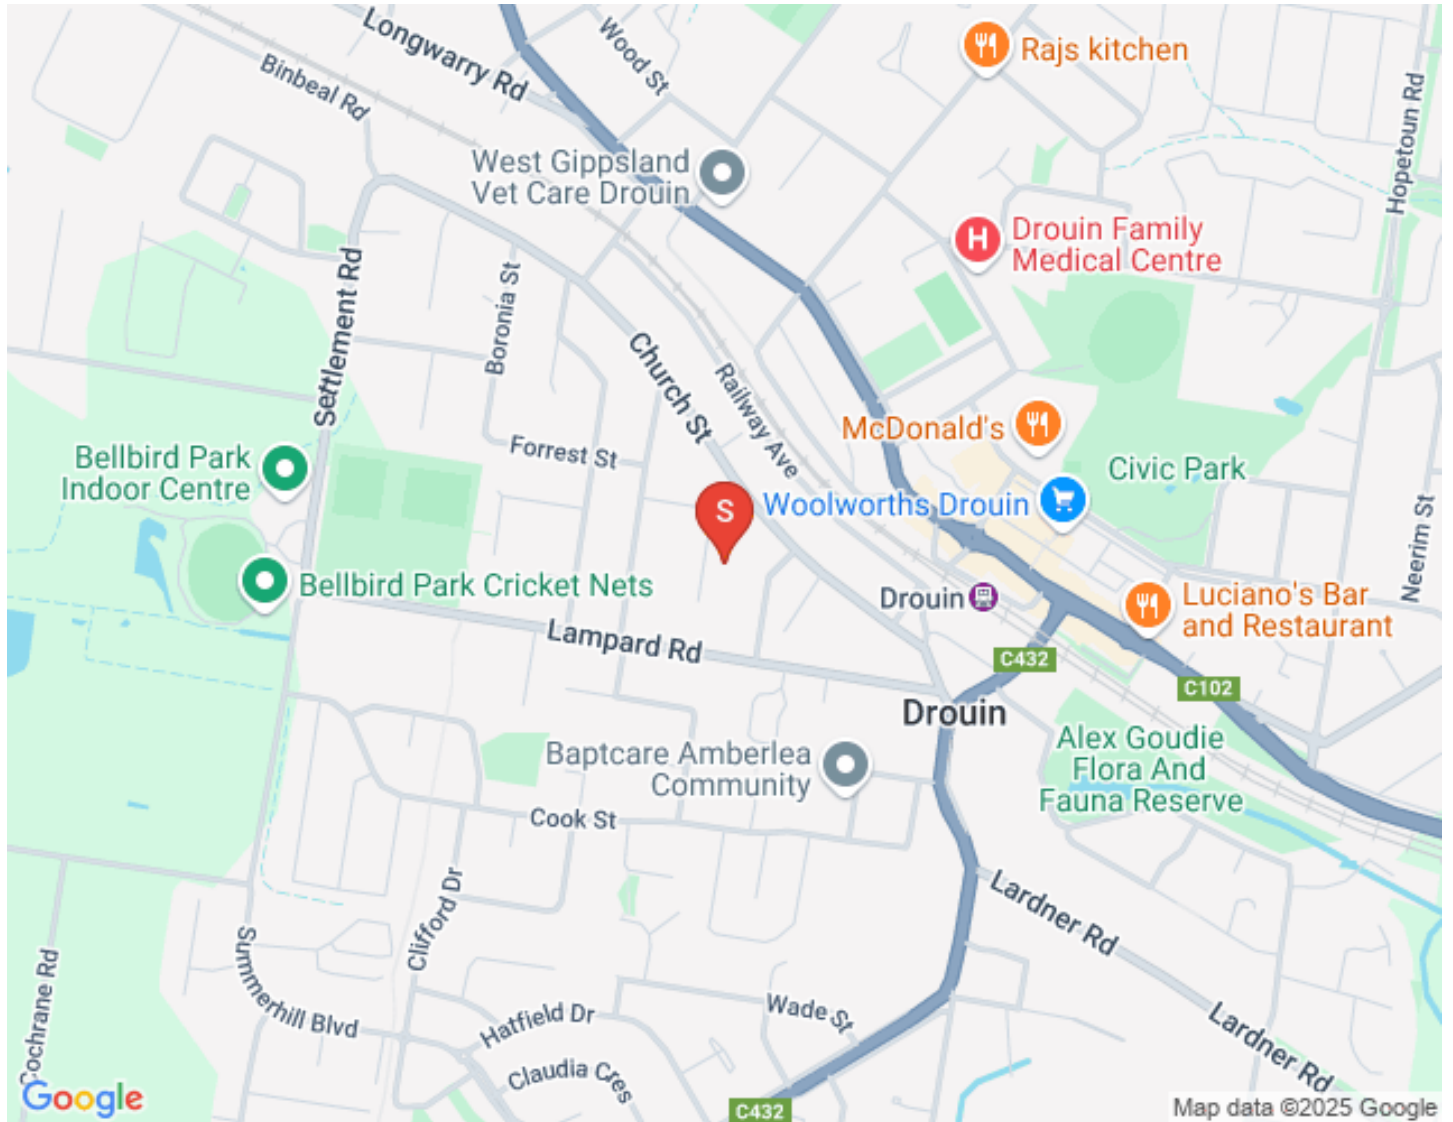 Longwarry Rd
Wood St
Binbeal Rd
Rajs kitchen
Hopetoun Rd
West Gippsland
Vet Care Drouin
Drouin Family
Medical Centre
H
Settlement Rd
Boronia St
Church St
Railway Ave
McDonald's
Forrest St
Bellbird Park
Indoor Centre
Civic Park
Woolworths Drouin
S
Neerim St
Bellbird Park Cricket Nets
Drouin
Luciano's Bar
and Restaurant
Lampard Rd
C432
C102
Drouin
Alex Goudie
Flora And
Fauna Reserve
Baptcare Amberlea
Community
Cook St
Clifford Dr
Lardner Rd
Summerhill Blvd
Cochrane Rd
Hatfield Dr
Wade St
Claudia Cres
Lardner Rd
C432
Google
Map data ©2025 Google